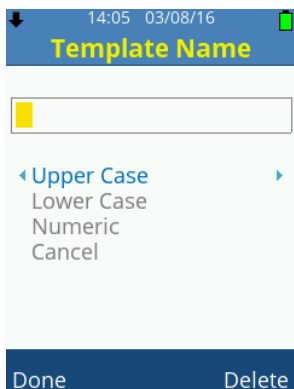 14:05 03/08/16
Template Name
Upper Case
Lower Case
Numeric
Cancel
Done Delete